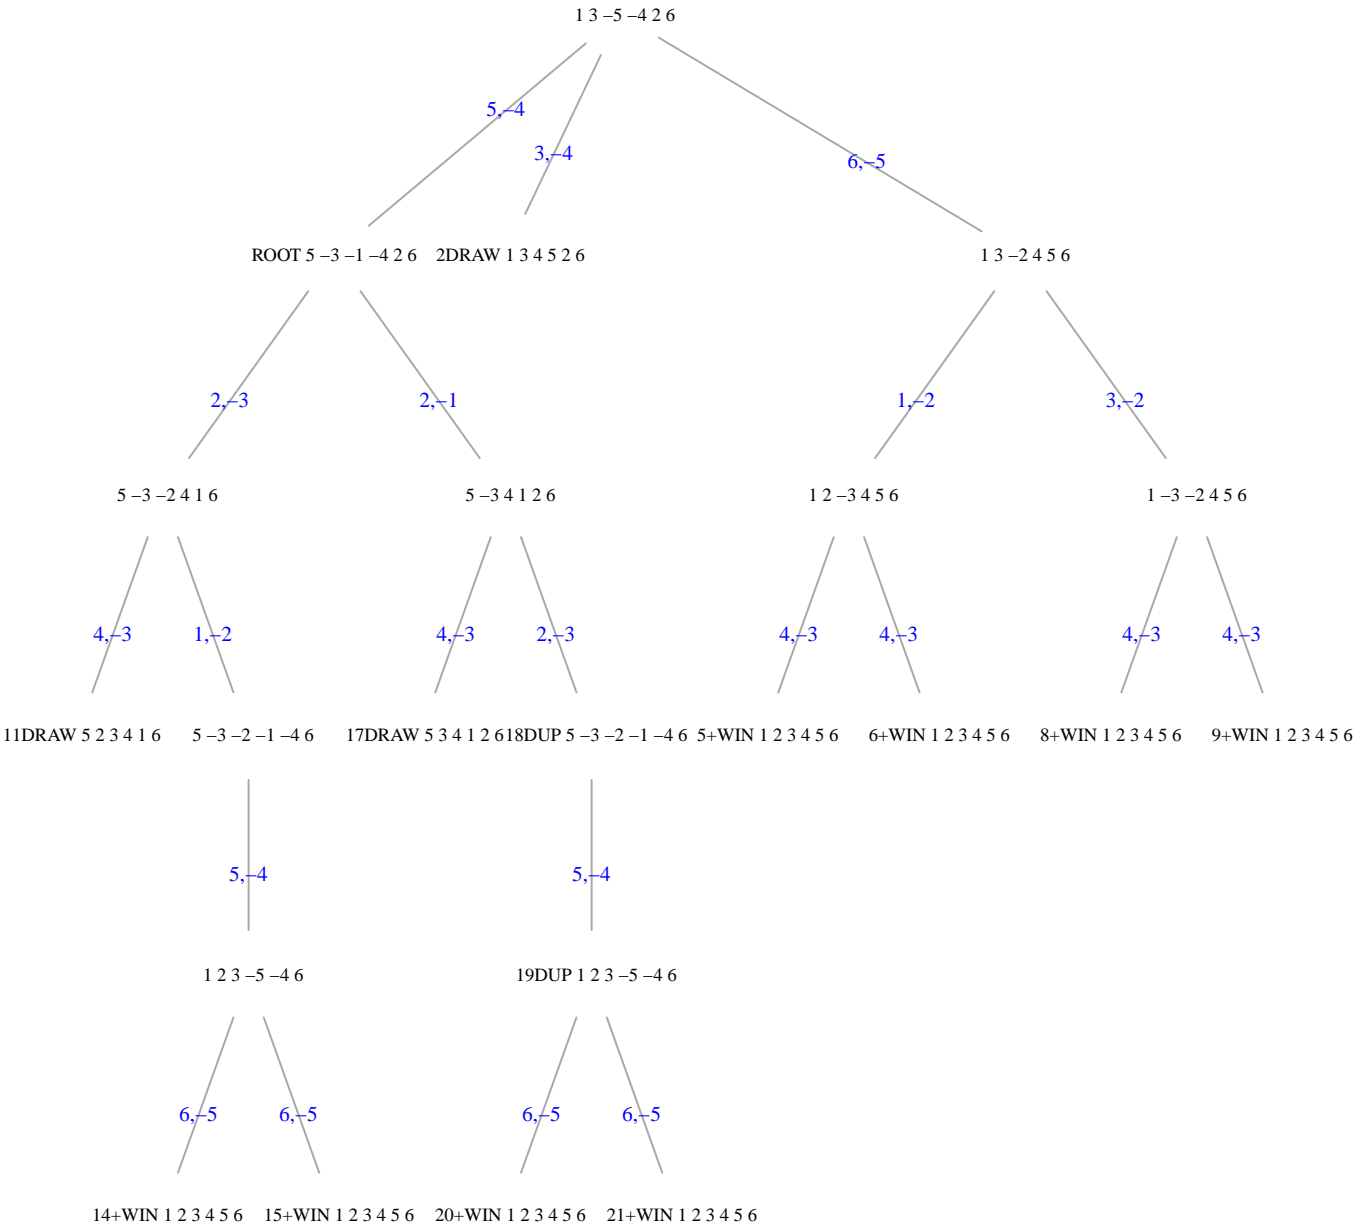 1 3 –5 –4 2 6
5,–4
3,–4
6,–5
ROOT 5 –3 –1 –4 2 6
2DRAW 1 3 4 5 2 6
1 3 –2 4 5 6
2,–3
2,–1
1,–2
3,–2
5 –3 –2 4 1 6
5 –3 4 1 2 6
1 2 –3 4 5 6
1 –3 –2 4 5 6
4,–3
1,–2
4,–3
2,–3
4,–3
4,–3
4,–3
4,–3
11DRAW 5 2 3 4 1 6
5 –3 –2 –1 –4 6
17DRAW 5 3 4 1 2 6
18DUP 5 –3 –2 –1 –4 6
5+WIN 1 2 3 4 5 6
6+WIN 1 2 3 4 5 6
8+WIN 1 2 3 4 5 6
9+WIN 1 2 3 4 5 6
5,–4
5,–4
1 2 3 –5 –4 6
19DUP 1 2 3 –5 –4 6
6,–5
6,–5
6,–5
6,–5
14+WIN 1 2 3 4 5 6
15+WIN 1 2 3 4 5 6
20+WIN 1 2 3 4 5 6
21+WIN 1 2 3 4 5 6